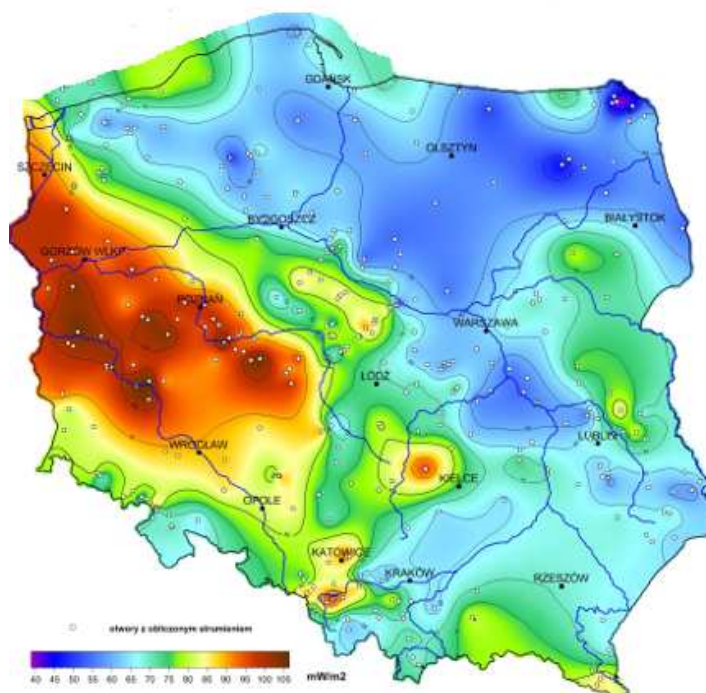 GDAŃSK
OLSZTYN
SZCZECIN
BYDGOSZCZ
BIAŁYSTOK
GORZÓW WLKP
POZNAŃ
WARSZAWA
ŁÓDŹ
WROCŁAW
LUBLIN
KIELCE
OPOLE
KATOWICE
KRAKÓW
RZESZÓW
otwory z obliczonym strumieniem
40 45 50 55 60 65 70 75 80 85 90 95 100 105 mW/m2